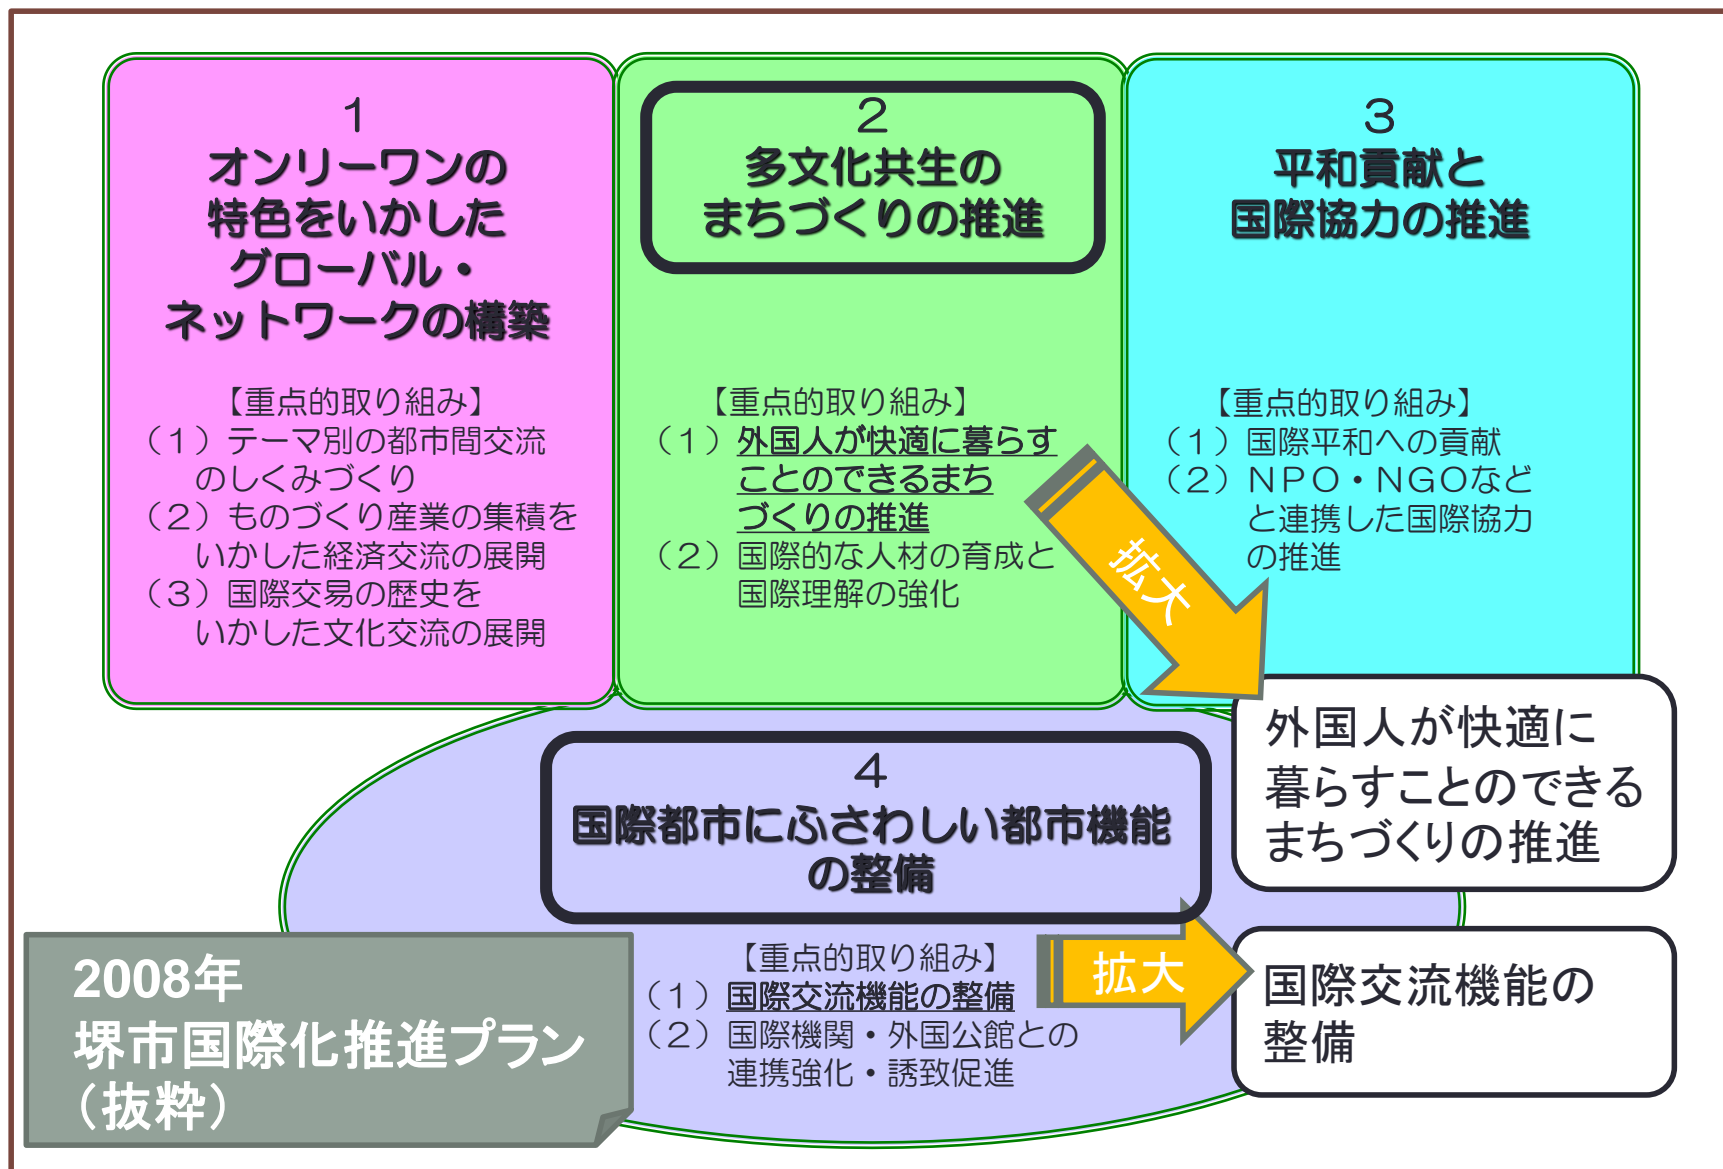 1
オンリーワンの
特色をいかした
グローバル・
ネットワークの構築
【重点的取り組み】
（１）テーマ別の都市間交流
のしくみづくり
（２）ものづくり産業の集積を
いかした経済交流の展開
（３）国際交易の歴史を
いかした文化交流の展開
2
多文化共生の
まちづくりの推進
【重点的取り組み】
（１）外国人が快適に暮らす
ことのできるまち
づくりの推進
（２）国際的な人材の育成と
国際理解の強化
3
平和貢献と
国際協力の推進
【重点的取り組み】
（１）国際平和への貢献
（２）ＮＰＯ・ＮＧＯなど
と連携した国際協力
の推進
拡大
外国人が快適に
暮らすことのできる
まちづくりの推進
4
国際都市にふさわしい都市機能
の整備
【重点的取り組み】
（１）国際交流機能の整備
（２）国際機関・外国公館との
連携強化・誘致促進
拡大
国際交流機能の
整備
2008年
堺市国際化推進プラン
（抜粋）